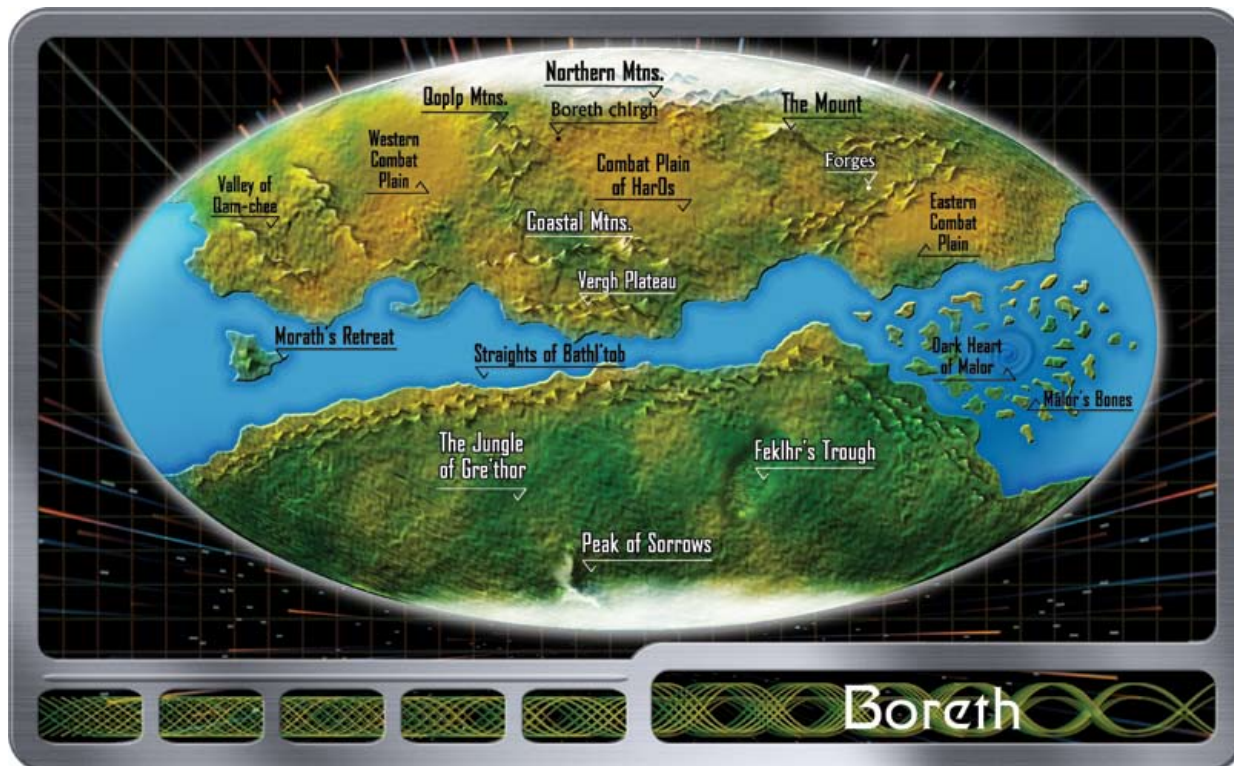 Northern Mtns.
Qoplp Mtns.
Boreth chIrgh
The Mount
Western
Combat
Plain
Combat Plain
of HarOs
Forges
Valley of
Qam-chee
Eastern
Combat
Plain
Coastal Mtns.
Vergh Plateau
Morath's Retreat
Straights of Bathl'tob
Dark Heart
of Malor
Malor's Bones
The Jungle
of Gre'thor
Feklhr's Trough
Peak of Sorrows
Boreth